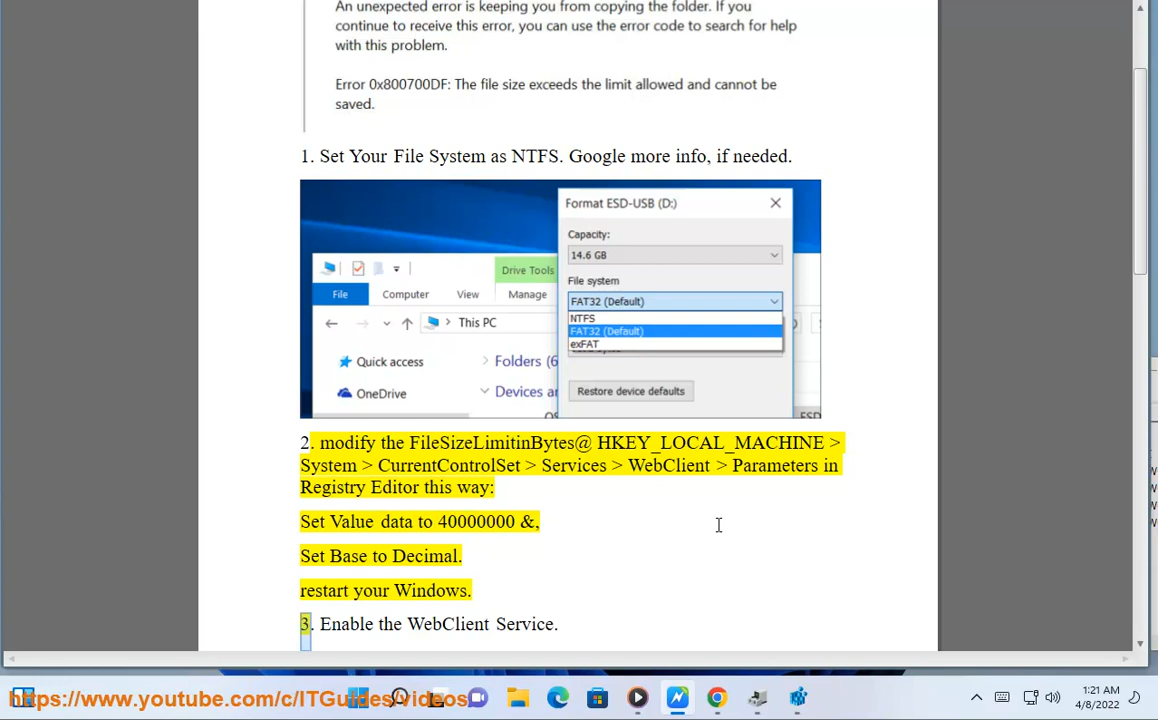 An unexpected error is keeping you from copying the folder. If you
continue to receive this error, you can use the error code to search for help
with this problem.
Error 0x800700DF: The file size exceeds the limit allowed and cannot be
saved.
1. Set Your File System as NTFS. Google more info, if needed.
Format ESD-USB (D:)
Capacity:
14.6 GB
File system
FAT32 (Default)
NTFS
FAT32 (Default)
exFAT
Restore device defaults
Drive Tools
File Computer View Manage
This PC
Quick access
Folders (6
OneDrive
Devices an
ESD
2. modify the FileSizeLimitinBytes@ HKEY_LOCAL_MACHINE >
System > CurrentControlSet > Services > WebClient > Parameters in
Registry Editor this way:
Set Value data to 40000000 &,
Set Base to Decimal.
restart your Windows.
3. Enable the WebClient Service.
https://www.youtube.com/c/ITGuides/videos
1:21 AM
4/8/2022